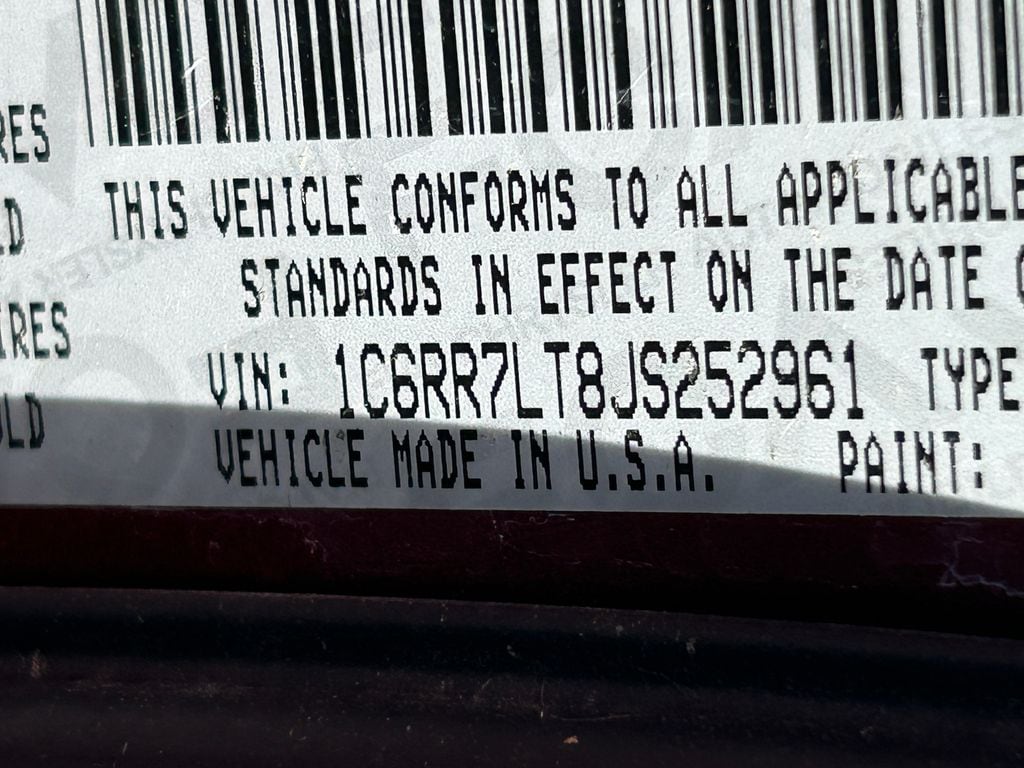 RES
THIS VEHICLE CONFORMS TO ALL APPLICABLE
LD
STANDARDS IN EFFECT ON THE DATE
IRES
VIN: 1C6RR7LT8JS252961 TYPE
LD
VEHICLE MADE IN U.S.A. PAINT: